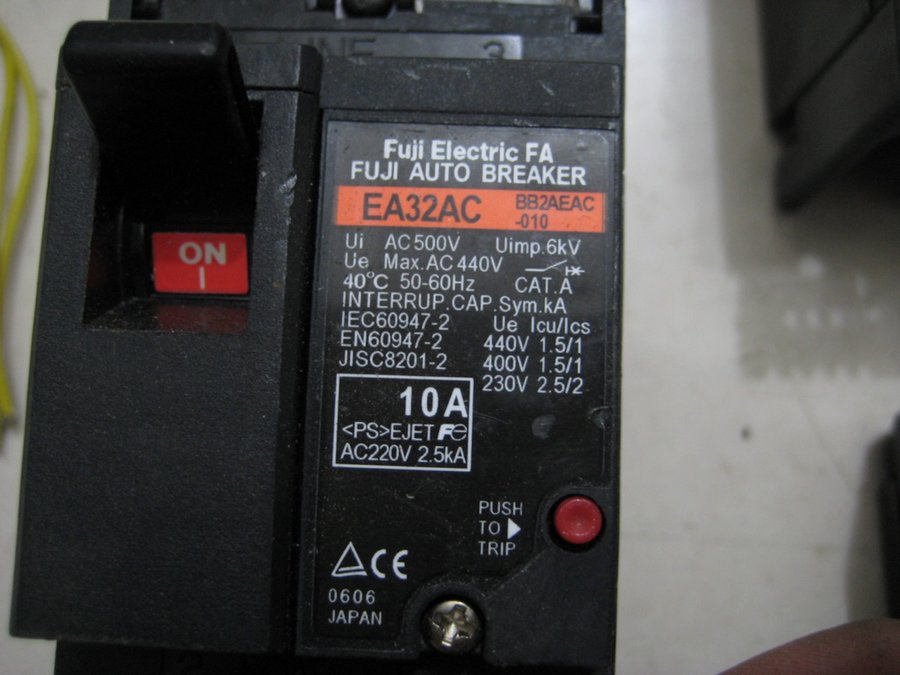 LINE 3
Fuji Electric FA
FUJI AUTO BREAKER
EA32AC BB2AEAC
-010
ON
I
Ui AC500V Uimp.6kV
Ue Max.AC440V
40°C 50-60Hz CAT.A
INTERRUP.CAP.Sym.kA
IEC60947-2 Ue Icu/Ics
EN60947-2 440V 1.5/1
JISC8201-2 400V 1.5/1
230V 2.5/2
10A
<PS>EJET Fe
AC220V 2.5kA
PUSH
TO
TRIP
CE
0606
JAPAN